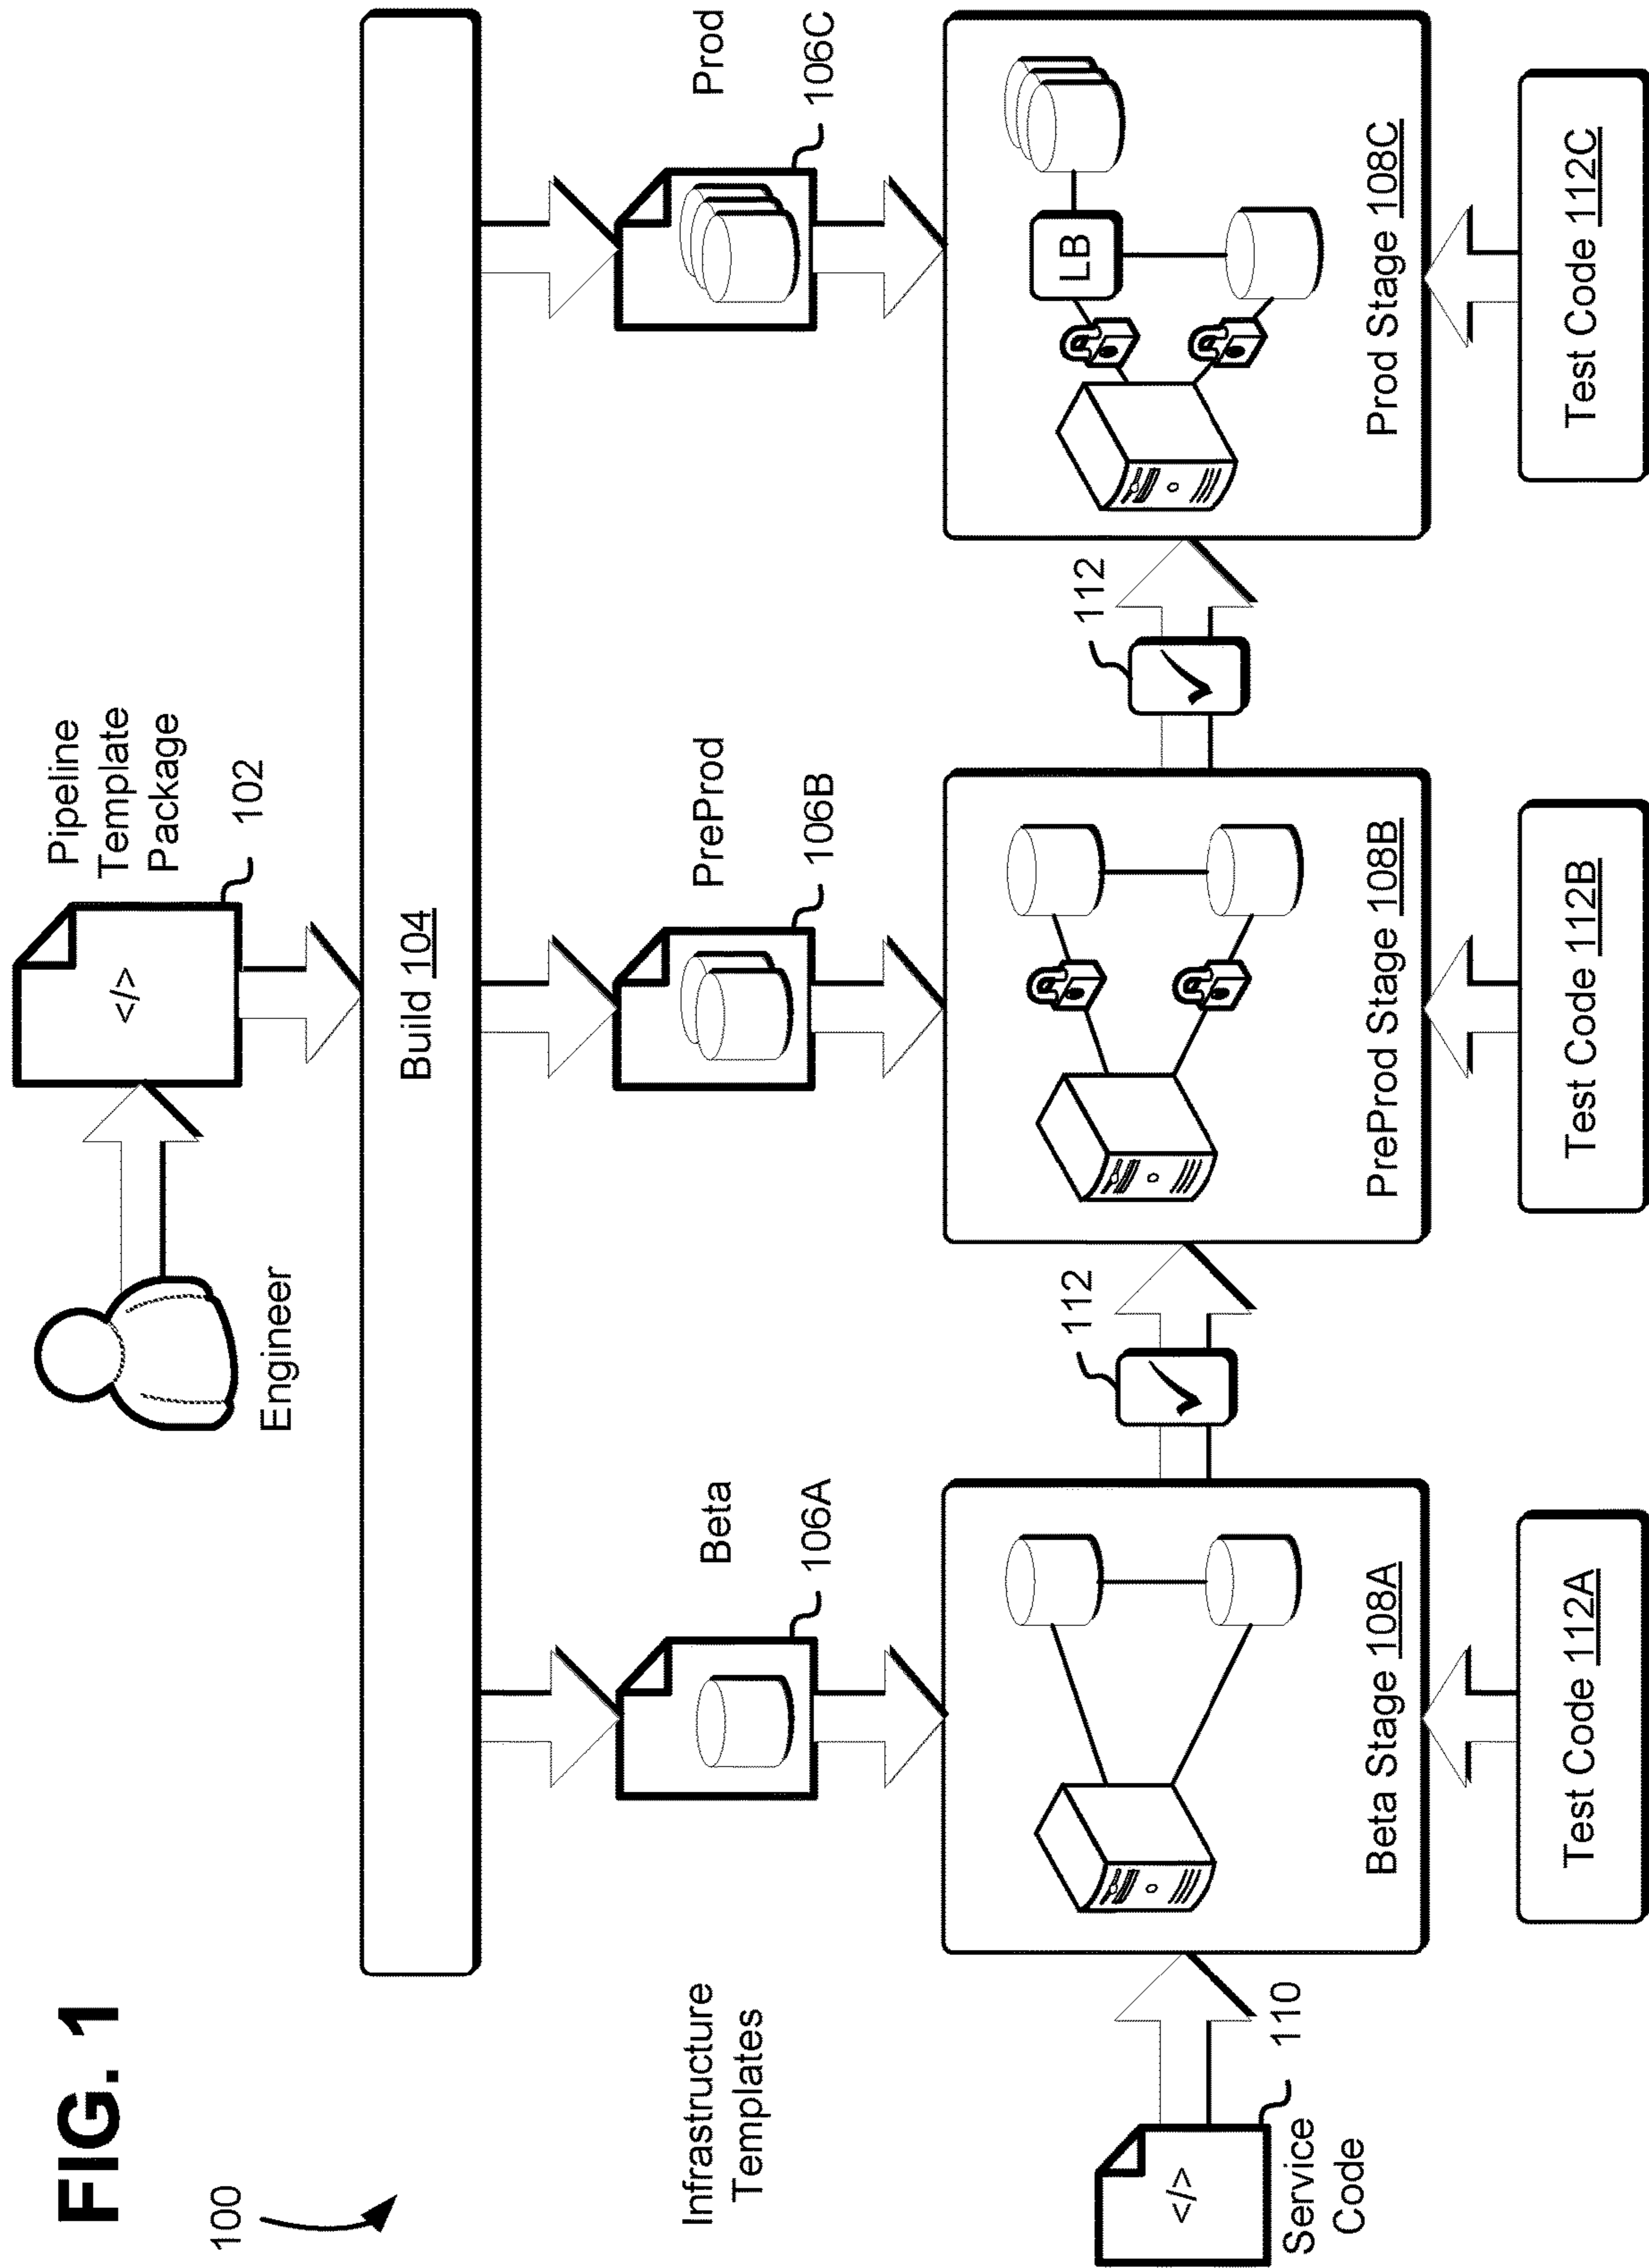 FIG. 1
100
Engineer
</>
Pipeline
Template
Package
102
Build 104
Infrastructure
Templates
Beta
106A
PreProd
106B
Prod
106C
</>
Service
Code
110
Beta Stage 108A
112
PreProd Stage 108B
112
LB
Prod Stage 108C
Test Code 112A
Test Code 112B
Test Code 112C